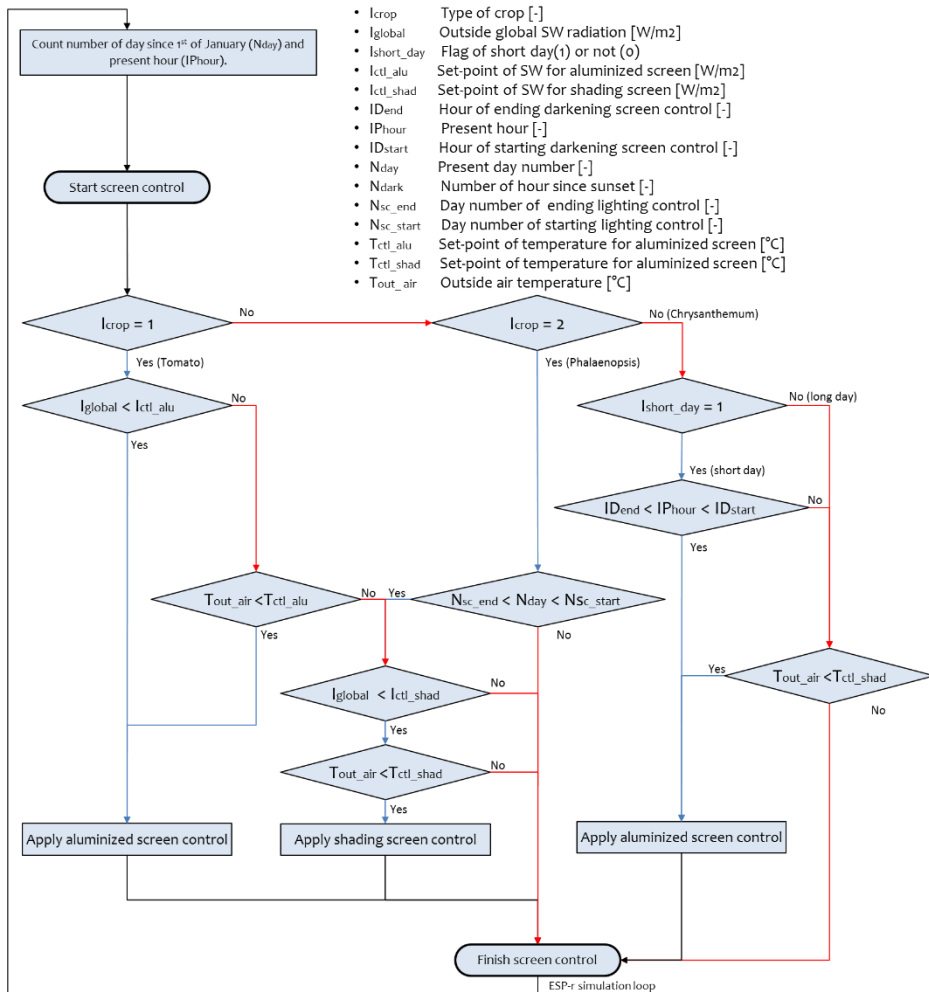 Count number of day since 1st of January (Nday) and
present hour (IPhour).
• Icrop Type of crop [-]
• Iglobal Outside global SW radiation [W/m2]
• Ishort_day Flag of short day(1) or not (0)
• Ictl_alu Set-point of SW for aluminized screen [W/m2]
• Ictl_shad Set-point of SW for shading screen [W/m2]
• IDend Hour of ending darkening screen control [-]
• IPhour Present hour [-]
• IDstart Hour of starting darkening screen control [-]
• Nday Present day number [-]
• Ndark Number of hour since sunset [-]
• Nsc_end Day number of ending lighting control [-]
• Nsc_start Day number of starting lighting control [-]
• Tctl_alu Set-point of temperature for aluminized screen [°C]
• Tctl_shad Set-point of temperature for aluminized screen [°C]
• Tout_air Outside air temperature [°C]
Start screen control
Icrop = 1
No
Icrop = 2
No (Chrysanthemum)
Yes (Tomato)
Yes (Phalaenopsis)
Iglobal < Ictl_alu
No
Yes
Ishort_day = 1
No (long day)
Yes (short day)
IDend < IPhour < IDstart
No
Yes
Tout_air <Tctl_alu
No
Yes
Yes
Nsc_end < Nday < Nsc_start
No
Iglobal < Ictl_shad
No
Yes
Yes
Tout_air <Tctl_shad
No
Tout_air <Tctl_shad
No
Yes
Apply aluminized screen control
Apply shading screen control
Apply aluminized screen control
Finish screen control
ESP-r simulation loop